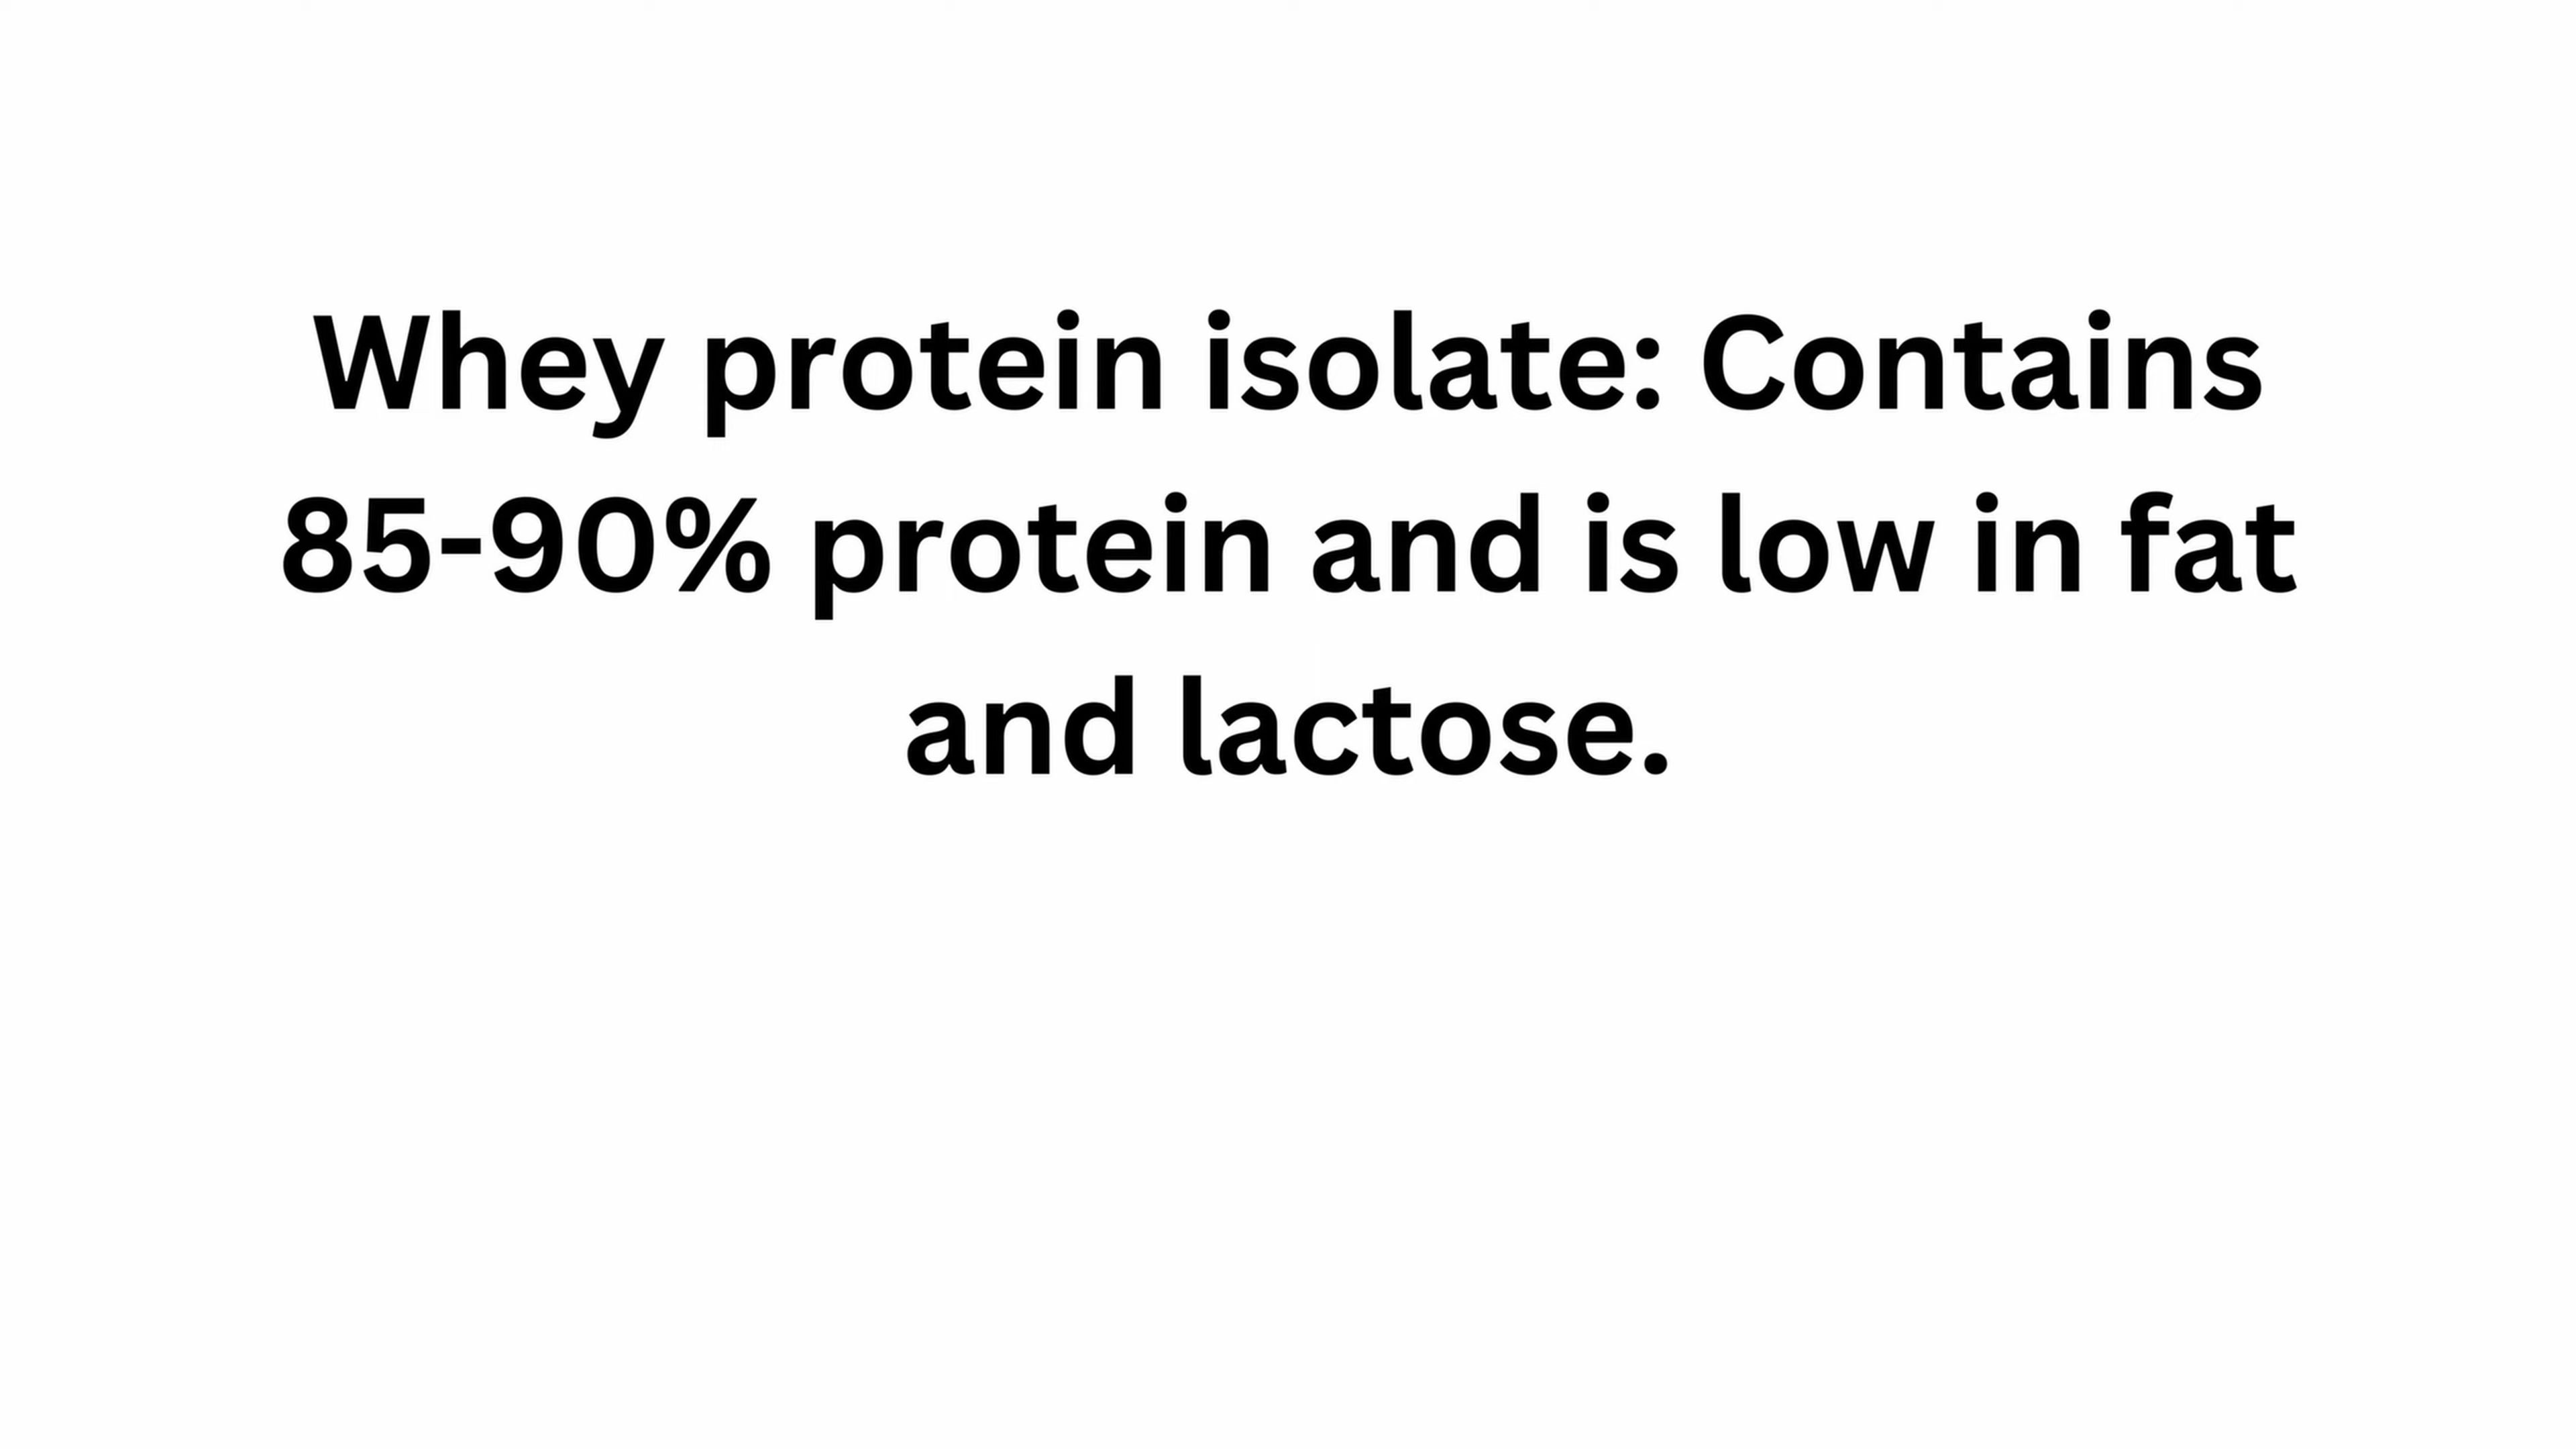 Whey protein isolate: Contains
85-90% protein and is low in fat
and lactose.